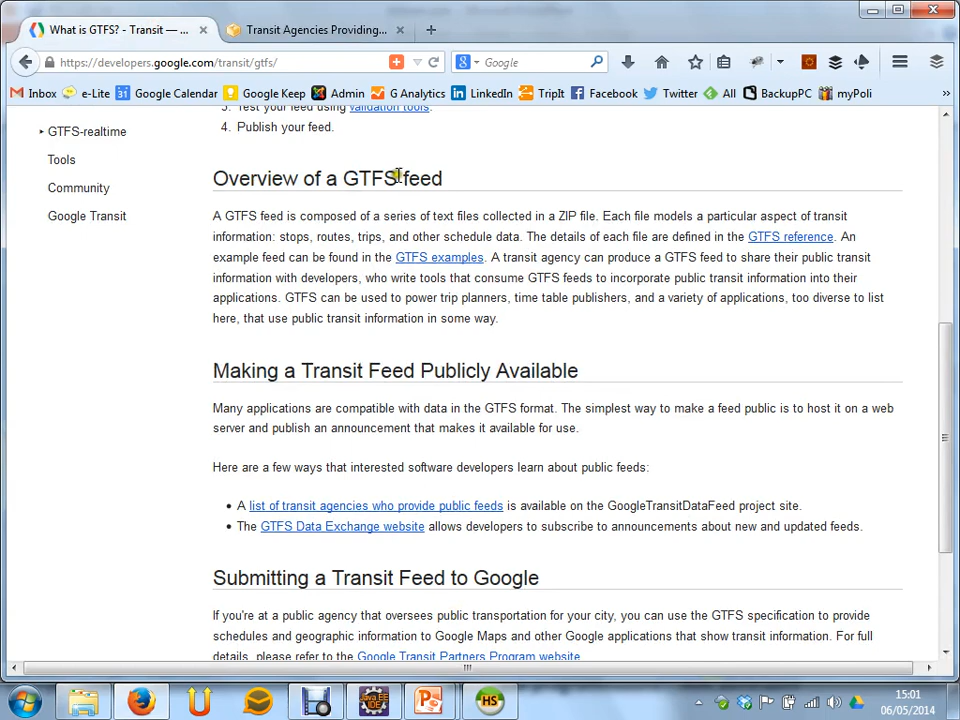 What is GTFS? - Transit — ...
Transit Agencies Providing...
https://developers.google.com/transit/gtfs/
Google
Inbox
e-Lite
Google Calendar
Google Keep
Admin
G Analytics
LinkedIn
TripIt
Facebook
Twitter
All
BackupPC
myPoli
»
3. Test your feed using validation tools.
4. Publish your feed.
GTFS-realtime
Tools
Community
Google Transit
Overview of a GTFS feed
A GTFS feed is composed of a series of text files collected in a ZIP file. Each file models a particular aspect of transit
information: stops, routes, trips, and other schedule data. The details of each file are defined in the GTFS reference. An
example feed can be found in the GTFS examples. A transit agency can produce a GTFS feed to share their public transit
information with developers, who write tools that consume GTFS feeds to incorporate public transit information into their
applications. GTFS can be used to power trip planners, time table publishers, and a variety of applications, too diverse to list
here, that use public transit information in some way.
Making a Transit Feed Publicly Available
Many applications are compatible with data in the GTFS format. The simplest way to make a feed public is to host it on a web
server and publish an announcement that makes it available for use.
Here are a few ways that interested software developers learn about public feeds:
• A list of transit agencies who provide public feeds is available on the GoogleTransitDataFeed project site.
• The GTFS Data Exchange website allows developers to subscribe to announcements about new and updated feeds.
Submitting a Transit Feed to Google
If you're at a public agency that oversees public transportation for your city, you can use the GTFS specification to provide
schedules and geographic information to Google Maps and other Google applications that show transit information. For full
details, please refer to the Google Transit Partners Program website
HS
15:01
06/05/2014